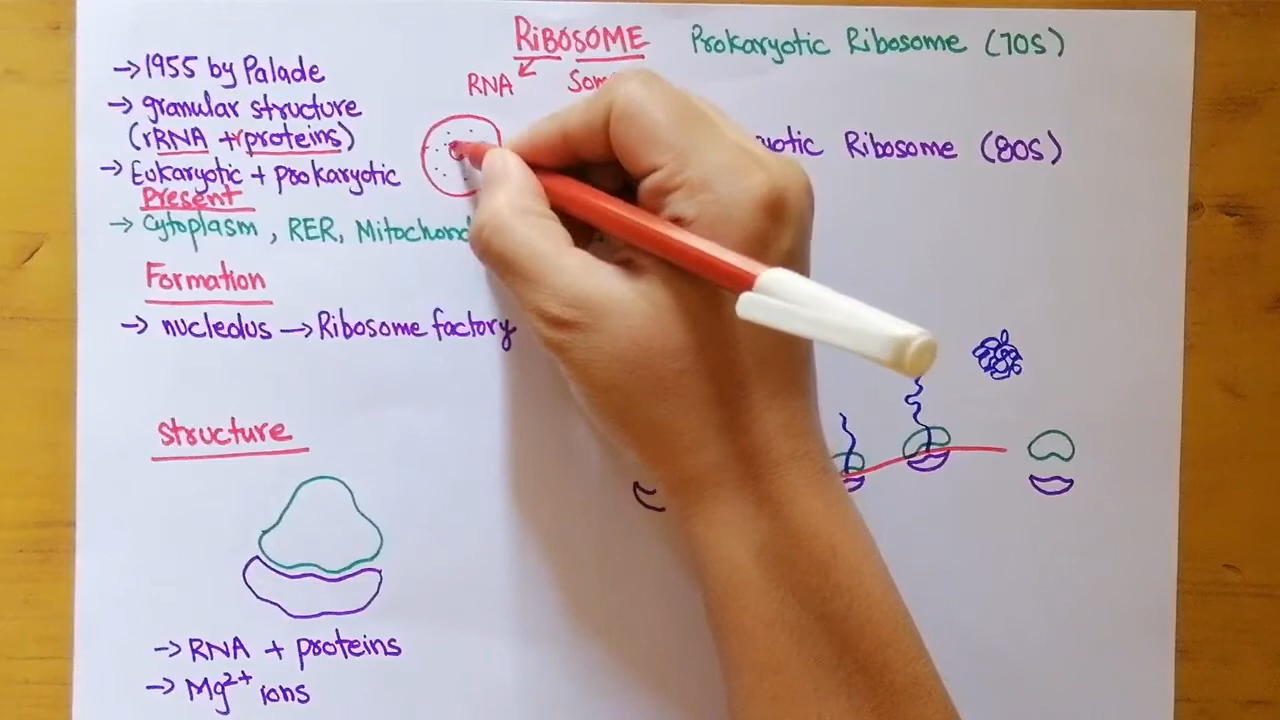 RiBOSOME
Prokaryotic Ribosome (70S)
RNA
→1955 by Palade
→ granular structure
(rRNA + rproteins)
→ Eukaryotic + prokaryotic
Ribosome (80S)
Present
→ Cytoplasm, RER,
Formation
→ nucleolus → Ribosome factory
Structure
→ RNA + proteins
→ Mg2+ ions